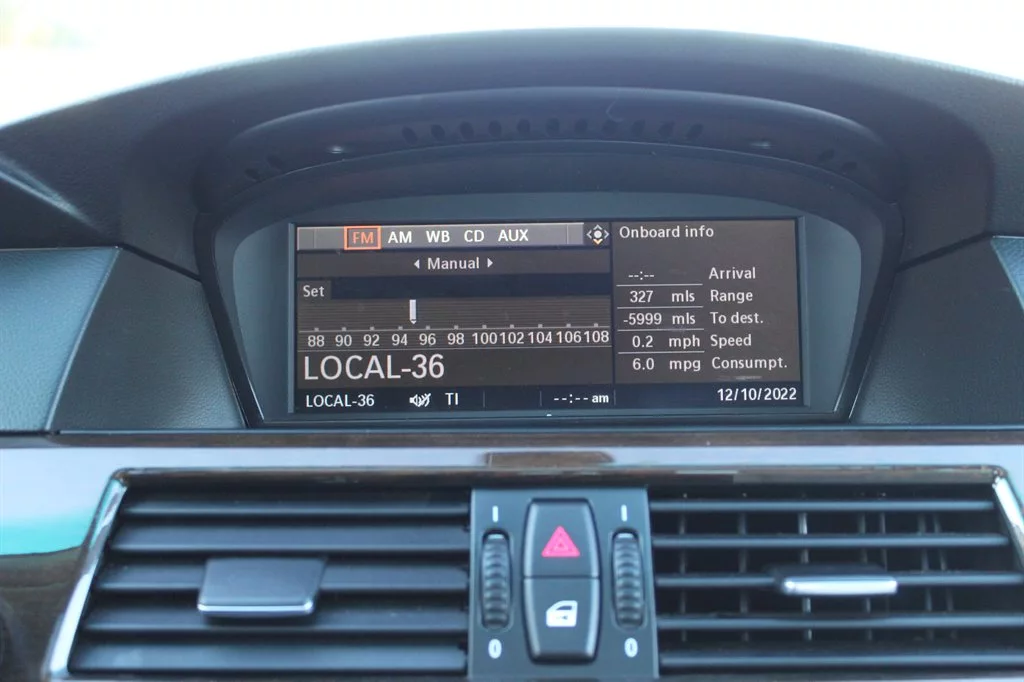 FM AM WB CD AUX
Manual
Set
88 90 92 94 96 98 100 102 104 106 108
LOCAL-36
LOCAL-36 TI --:-- am
Onboard info
--:-- Arrival
327 mls Range
-5999 mls To dest.
0.2 mph Speed
6.0 mpg Consumpt.
12/10/2022
I I
0 0